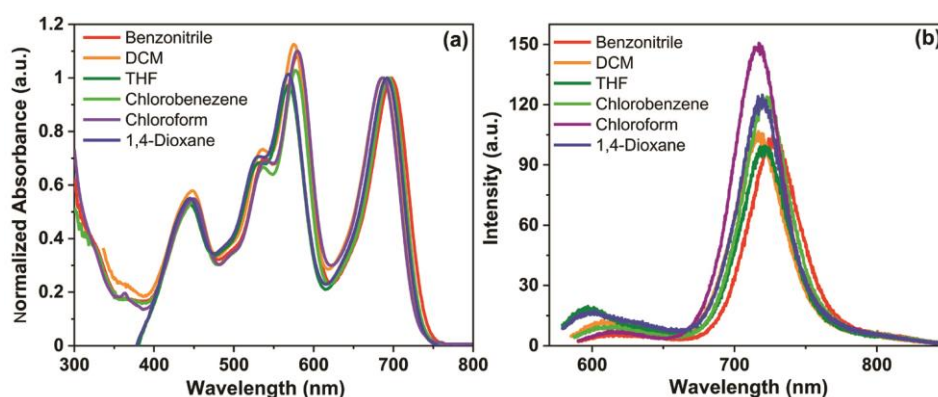 (a)
Benzonitrile
DCM
THF
Chlorobenezene
Chloroform
1,4-Dioxane
Normalized Absorbance (a.u.)
1.2
1
0.8
0.6
0.4
0.2
0
300 400 500 600 700 800
Wavelength (nm)
(b)
Benzonitrile
DCM
THF
Chlorobenzene
Chloroform
1,4-Dioxane
Intensity (a.u.)
150
120
90
60
30
0
600 700 800
Wavelength (nm)